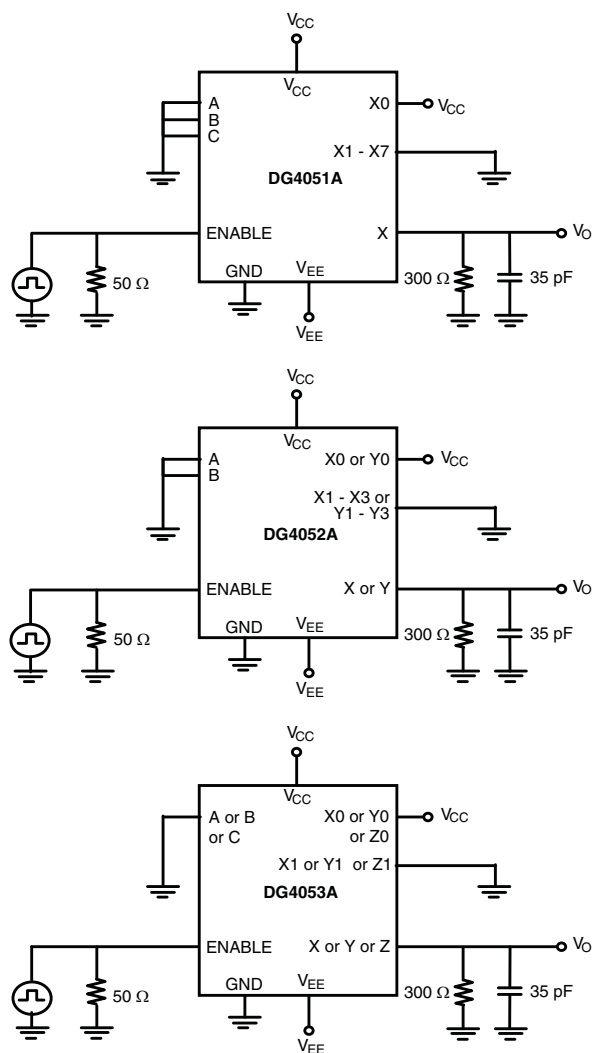 VCC
VCC
A
X0
VCC
B
C
X1 - X7
DG4051A
ENABLE
X
VO
50 Ω
GND
VEE
300 Ω
35 pF
VEE
VCC
VCC
A
X0 or Y0
VCC
B
X1 - X3 or
Y1 - Y3
DG4052A
ENABLE
X or Y
VO
50 Ω
GND
VEE
300 Ω
35 pF
VEE
VCC
VCC
A or B
X0 or Y0
VCC
or C
or Z0
X1 or Y1 or Z1
DG4053A
ENABLE
X or Y or Z
VO
50 Ω
GND
VEE
300 Ω
35 pF
VEE